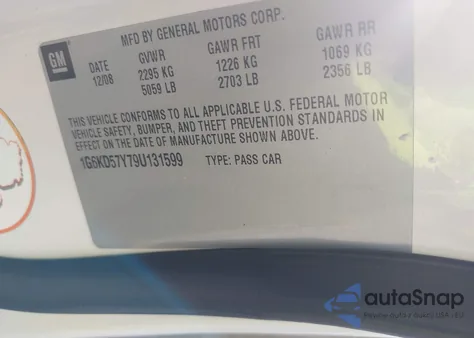 MFD BY GENERAL MOTORS CORP.
GM
DATE GVWR GAWR FRT GAWR RR
12/08 2295 KG 1226 KG 1069 KG
5059 LB 2703 LB 2356 LB
THIS VEHICLE CONFORMS TO ALL APPLICABLE U.S. FEDERAL MOTOR
VEHICLE SAFETY, BUMPER, AND THEFT PREVENTION STANDARDS IN
EFFECT ON THE DATE OF MANUFACTURE SHOWN ABOVE.
1G6KD57Y79U131599 TYPE: PASS CAR
autoSnap